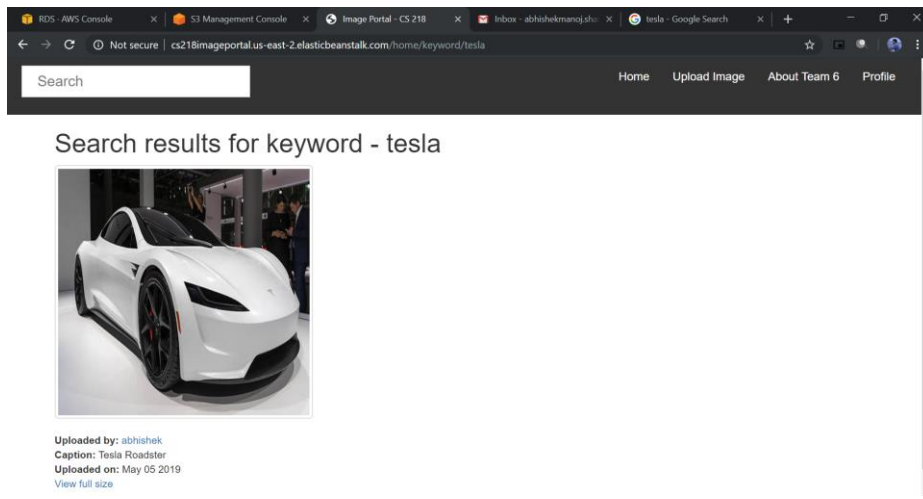 RDS - AWS Console
S3 Management Console
Image Portal - CS 218
Inbox - abhishekmanoj.sha
tesla - Google Search
Not secure | cs218imageportal.us-east-2.elasticbeanstalk.com/home/keyword/tesla
Search
Home Upload Image About Team 6 Profile
Search results for keyword - tesla
Uploaded by: abhishek
Caption: Tesla Roadster
Uploaded on: May 05 2019
View full size